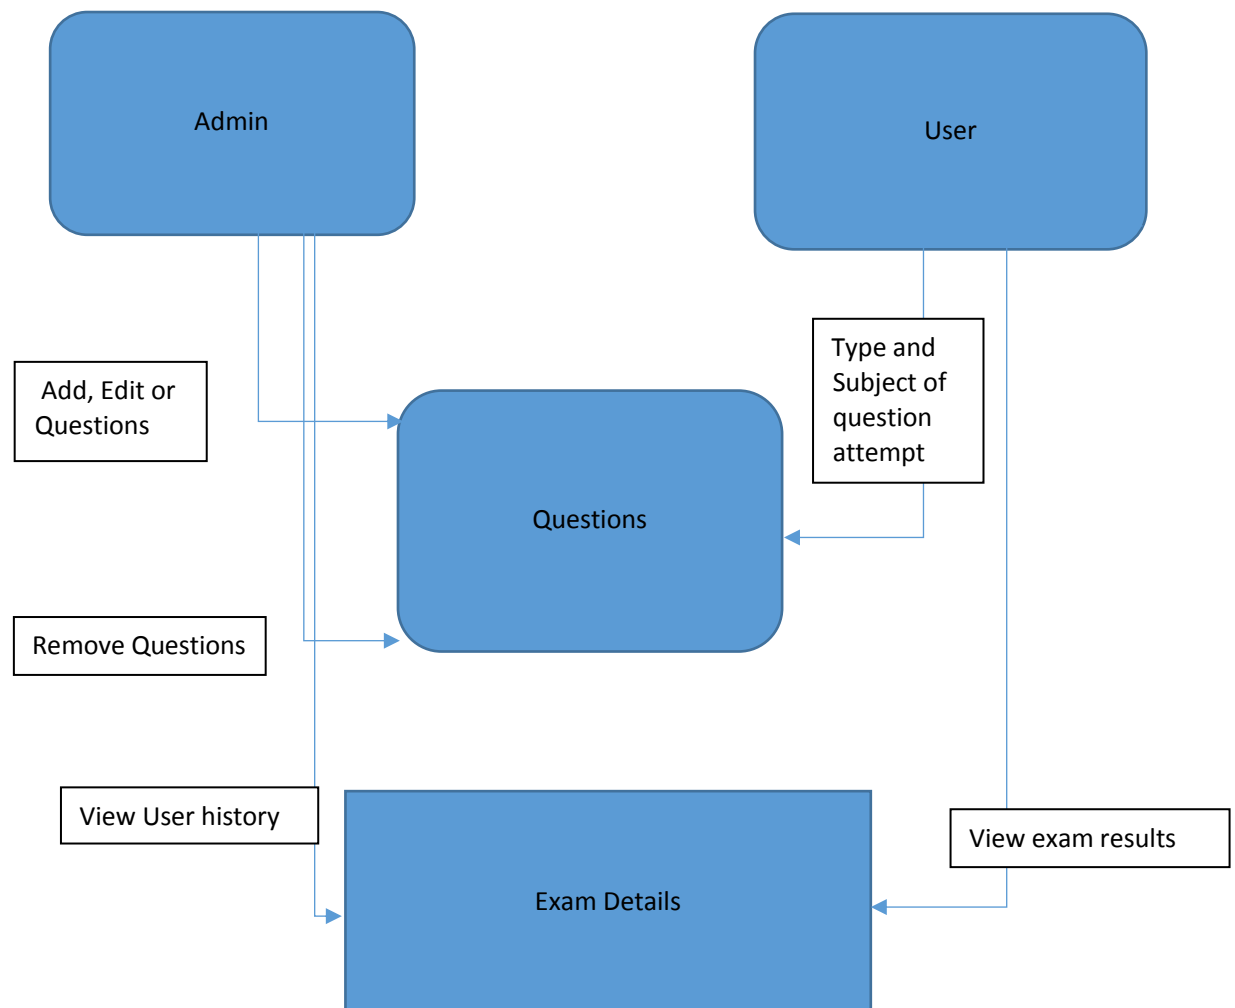 Admin
User
Type and
Subject of
question
attempt
Add, Edit or
Questions
Questions
Remove Questions
View User history
View exam results
Exam Details